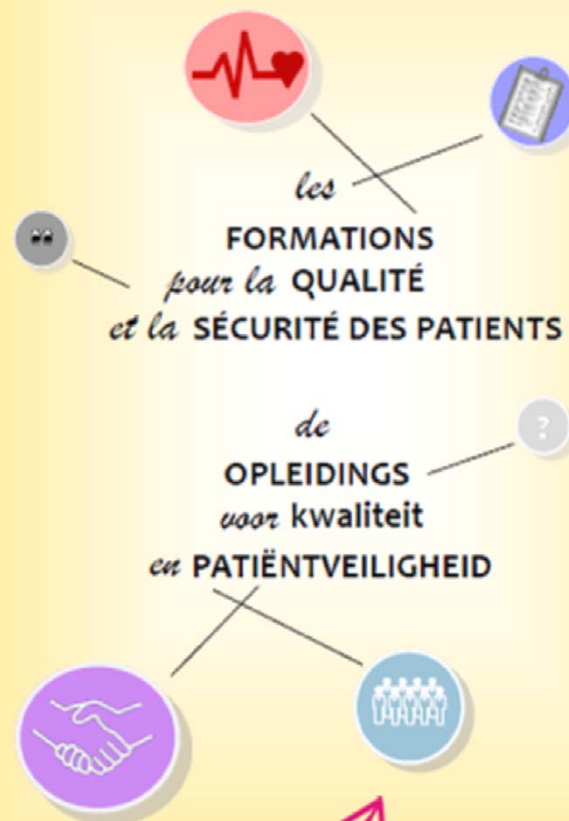 les
FORMATIONS
pour la QUALITÉ
et la SÉCURITÉ DES PATIENTS
de
OPLEIDINGS
?
voor kwaliteit
en PATIËNTVEILIGHEID